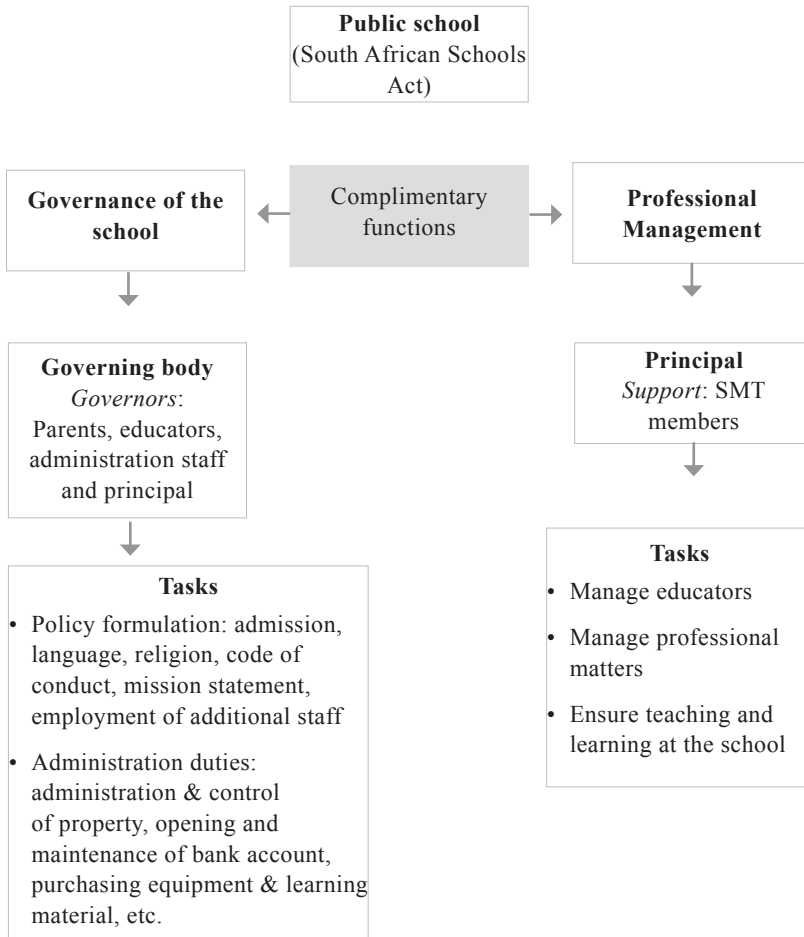 Public school
(South African Schools
Act)
Complimentary
functions
Governance of the
school
Governing body
Governors:
Parents, educators,
administration staff
and principal
Tasks
• Policy formulation: admission,
language, religion, code of
conduct, mission statement,
employment of additional staff
• Administration duties:
administration & control
of property, opening and
maintenance of bank account,
purchasing equipment & learning
material, etc.
Professional
Management
Principal
Support: SMT
members
Tasks
• Manage educators
• Manage professional
matters
• Ensure teaching and
learning at the school